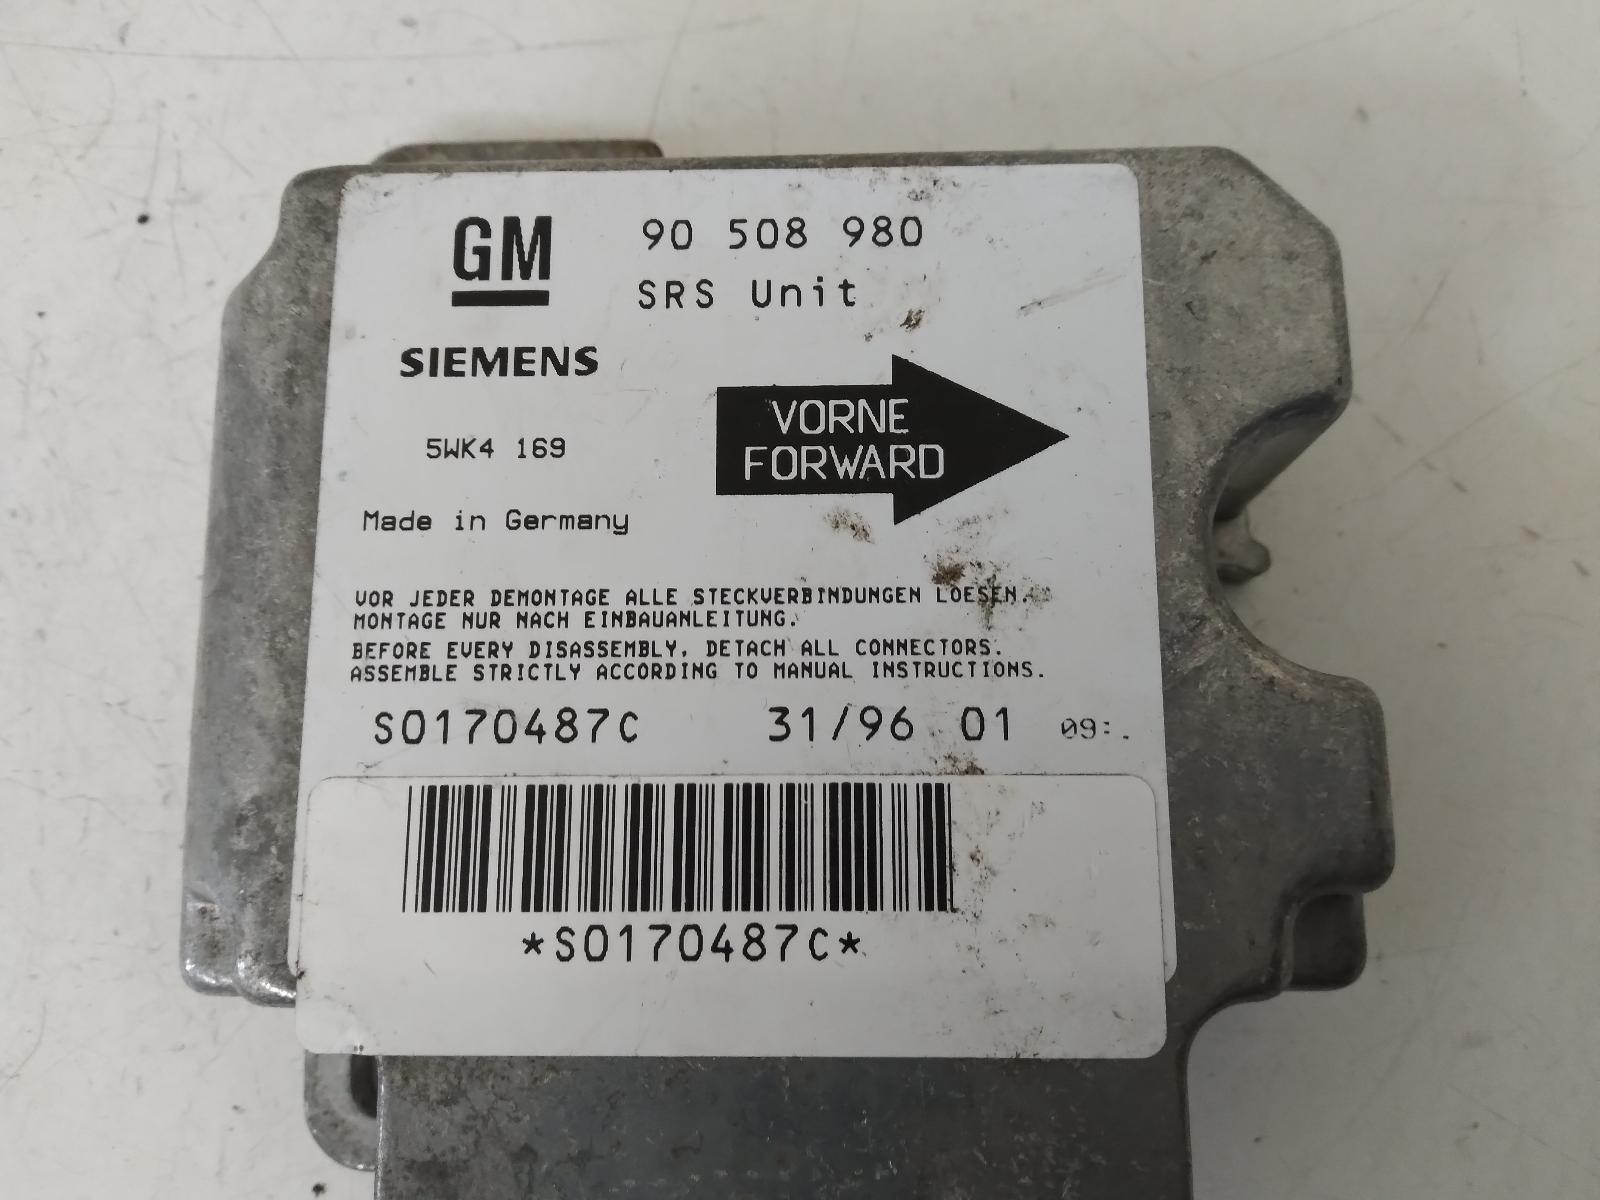 GM
90 508 980
SRS Unit
SIEMENS
VORNE
FORWARD
5WK4 169
Made in Germany
VOR JEDER DEMONTAGE ALLE STECKVERBINDUNGEN LOESEN.
MONTAGE NUR NACH EINBAUANLEITUNG.
BEFORE EVERY DISASSEMBLY, DETACH ALL CONNECTORS.
ASSEMBLE STRICTLY ACCORDING TO MANUAL INSTRUCTIONS.
S0170487C 31/96 01
*S0170487C*